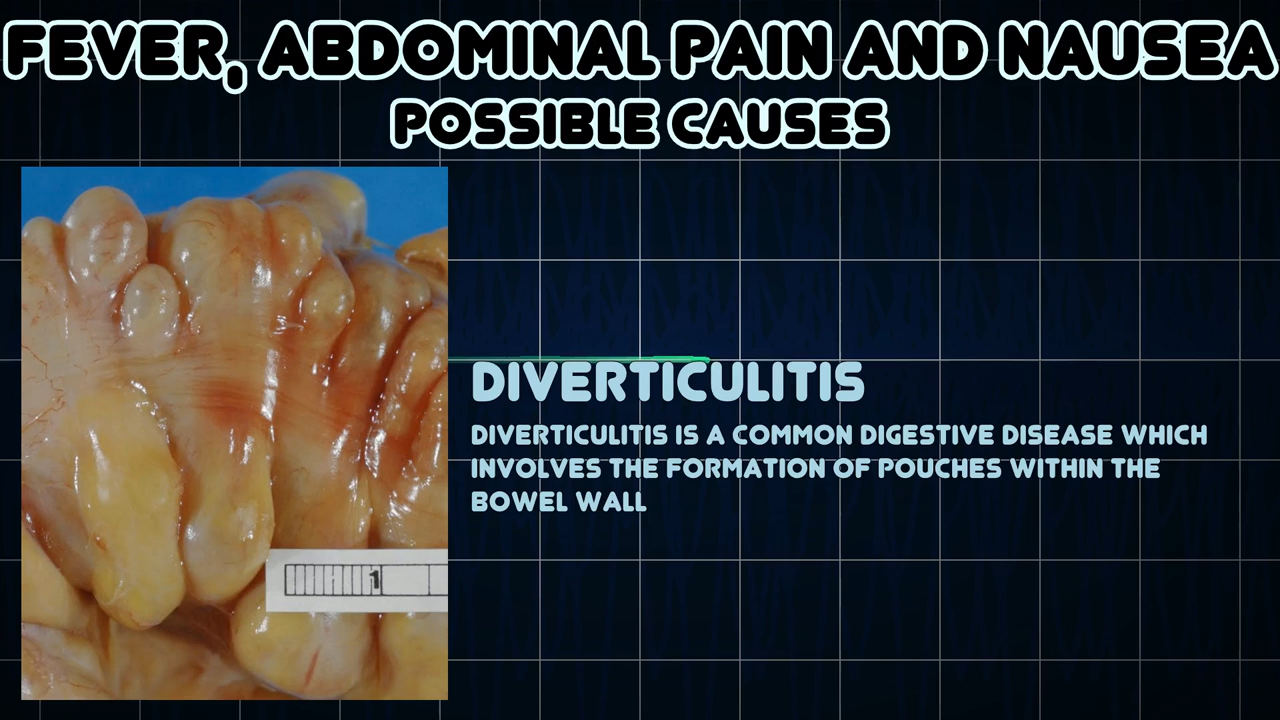 FEVER, ABDOMINAL PAIN AND NAUSEA
POSSIBLE CAUSES
DIVERTICULITIS
DIVERTICULITIS IS A COMMON DIGESTIVE DISEASE WHICH
INVOLVES THE FORMATION OF POUCHES WITHIN THE
BOWEL WALL
1